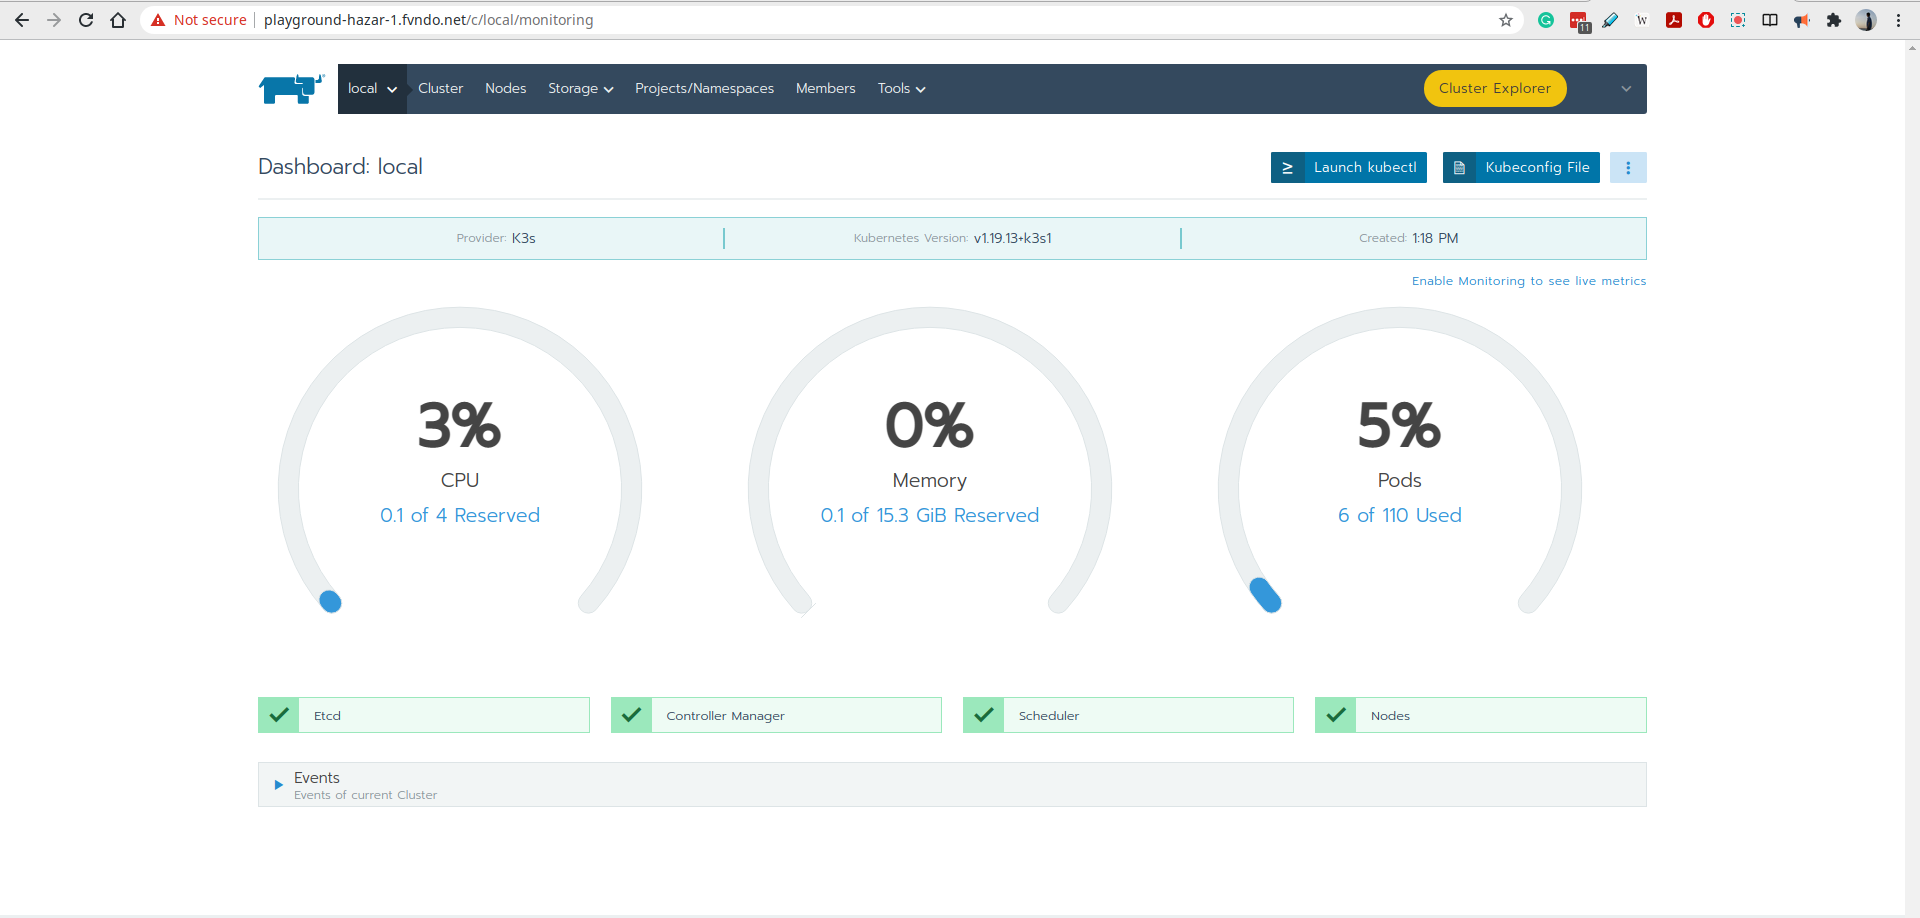 Not secure playground-hazar-1.fvndo.net/c/local/monitoring
11
W
local Cluster Nodes Storage Projects/Namespaces Members Tools Cluster Explorer
Dashboard: local
Launch kubectl Kubeconfig File
Provider: K3s Kubernetes Version: v1.19.13+k3s1 Created: 1:18 PM
Enable Monitoring to see live metrics
3% 0% 5%
CPU Memory Pods
0.1 of 4 Reserved 0.1 of 15.3 GiB Reserved 6 of 110 Used
Etcd Controller Manager Scheduler Nodes
Events
Events of current Cluster